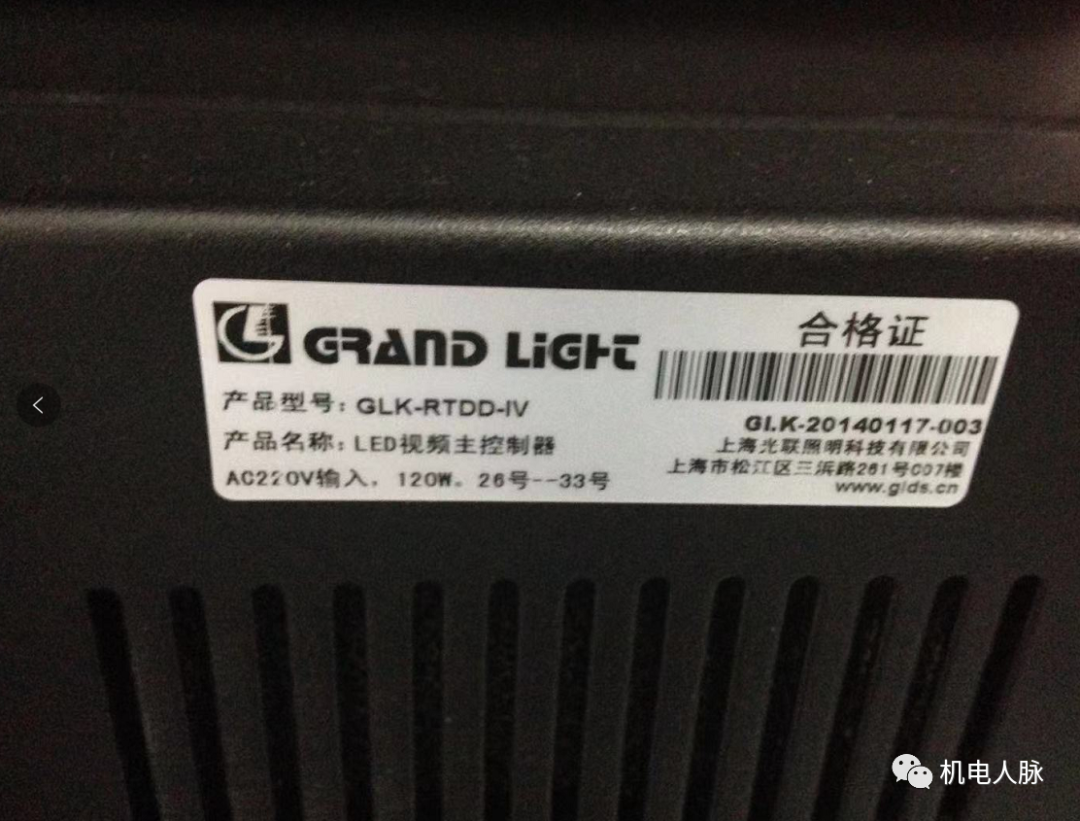 GRAND LiGHT
合格证
产品型号：GLK-RTDD-IV
产品名称：LED视频主控制器
AC220V输入，120W。26号--33号
GLK-20140117-003
上海光联照明科技有限公司
上海市松江区三浜路261号C07楼
www.glds.cn
机电人脉